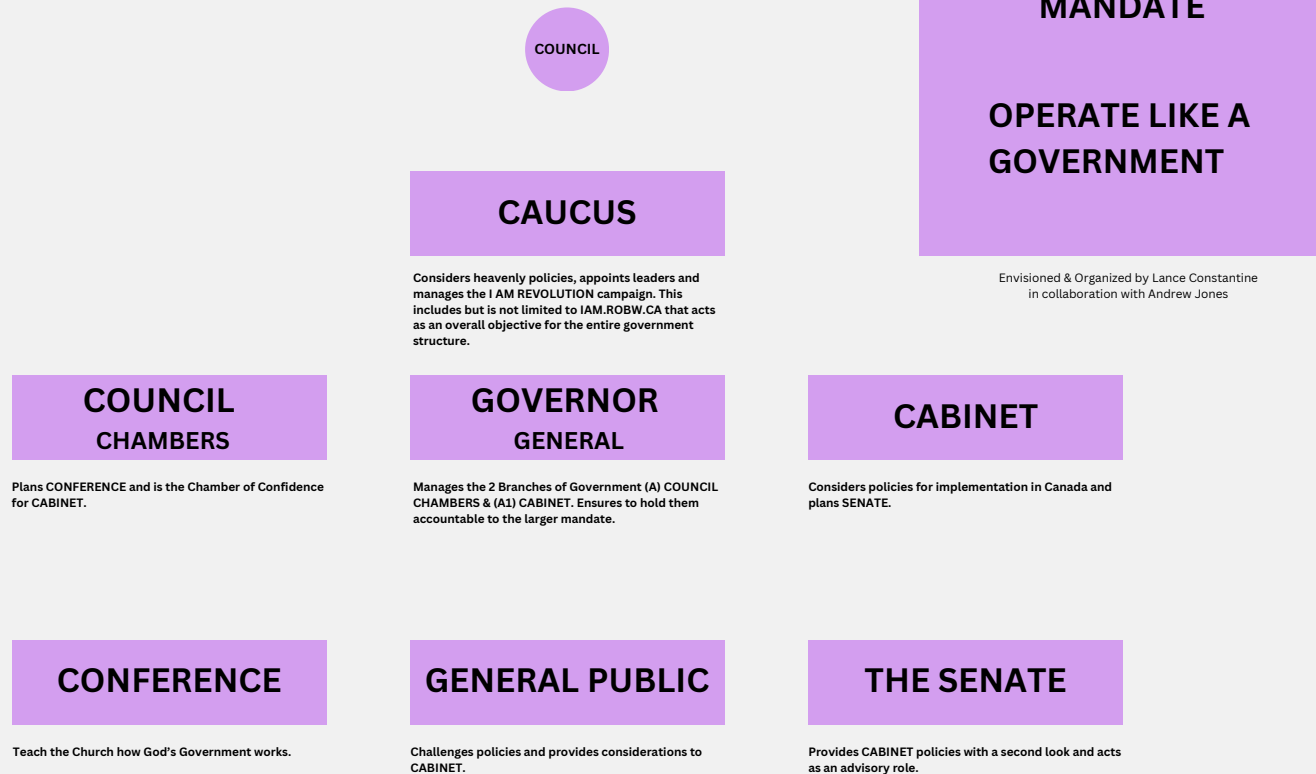 MANDATE
OPERATE LIKE A
GOVERNMENT
Envisioned & Organized by Lance Constantine
in collaboration with Andrew Jones
COUNCIL
CAUCUS
Considers heavenly policies, appoints leaders and
manages the I AM REVOLUTION campaign. This
includes but is not limited to IAM.ROBW.CA that acts
as an overall objective for the entire government
structure.
COUNCIL
CHAMBERS
Plans CONFERENCE and is the Chamber of Confidence
for CABINET.
GOVERNOR
GENERAL
Manages the 2 Branches of Government (A) COUNCIL
CHAMBERS & (A1) CABINET. Ensures to hold them
accountable to the larger mandate.
CABINET
Considers policies for implementation in Canada and
plans SENATE.
CONFERENCE
Teach the Church how God's Government works.
GENERAL PUBLIC
Challenges policies and provides considerations to
CABINET.
THE SENATE
Provides CABINET policies with a second look and acts
as an advisory role.